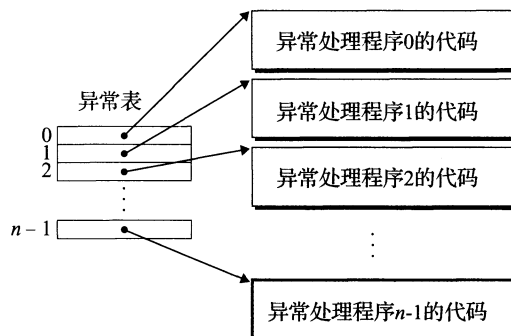 异常处理程序0的代码
异常表
异常处理程序1的代码
0
1
2
异常处理程序2的代码
n – 1
异常处理程序n-1的代码